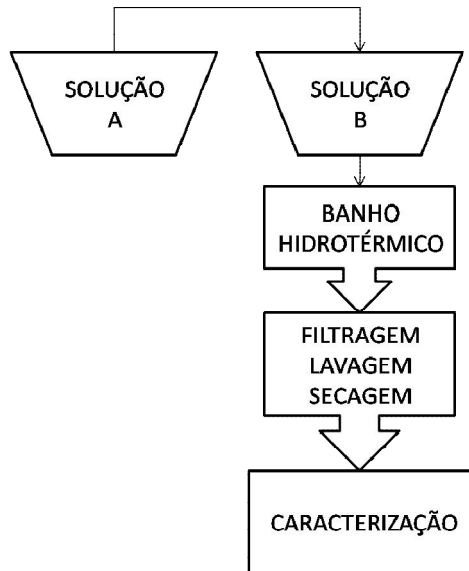 SOLUÇÃO
A
SOLUÇÃO
B
BANHO
HIDROTÉRMICO
FILTRAGEM
LAVAGEM
SECAGEM
CARACTERIZAÇÃO